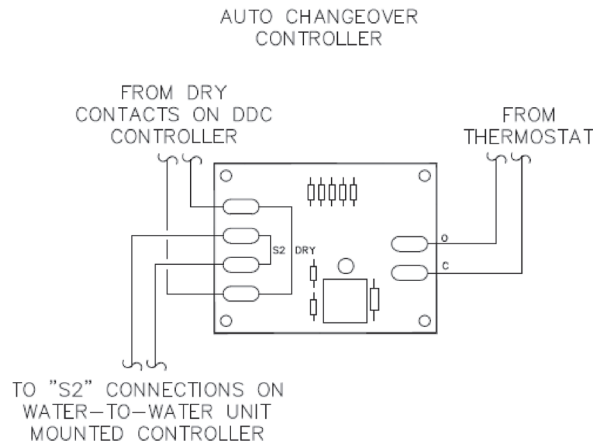 AUTO CHANGEOVER
CONTROLLER
FROM DRY
CONTACTS ON DDC
CONTROLLER
FROM
THERMOSTAT
S2 DRY
O
C
TO "S2" CONNECTIONS ON
WATER-TO-WATER UNIT
MOUNTED CONTROLLER